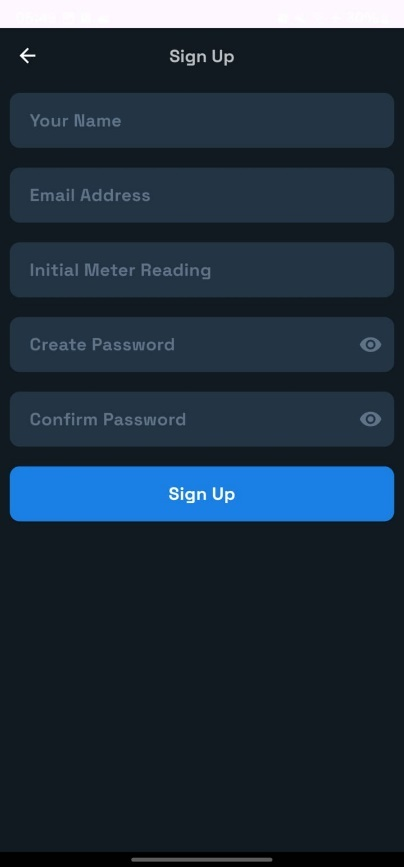 Sign Up
Your Name
Email Address
Initial Meter Reading
Create Password
Confirm Password
Sign Up